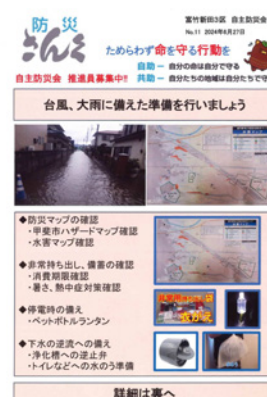 防災
さんく
富竹新田3区 自主防災会
No.11 2024年6月27日
ためらわず命を守る行動を
自助 ー 自分の命は自分で守る
自主防災会 推進員募集中!! 共助 ー 自分たちの地域は自分たちで守
台風、大雨に備えた準備を行いましょう
◆防災マップの確認
・甲斐市ハザードマップ確認
・水害マップ確認
◆非常持ち出し、備蓄の確認
・消費期限確認
・暑さ、熱中症対策確認
◆停電時の備え
・ペットボトルランタン
◆下水の逆流への備え
・浄化槽への逆止弁
・トイレなどへの水のう準備
衣がえ
詳細は裏へ